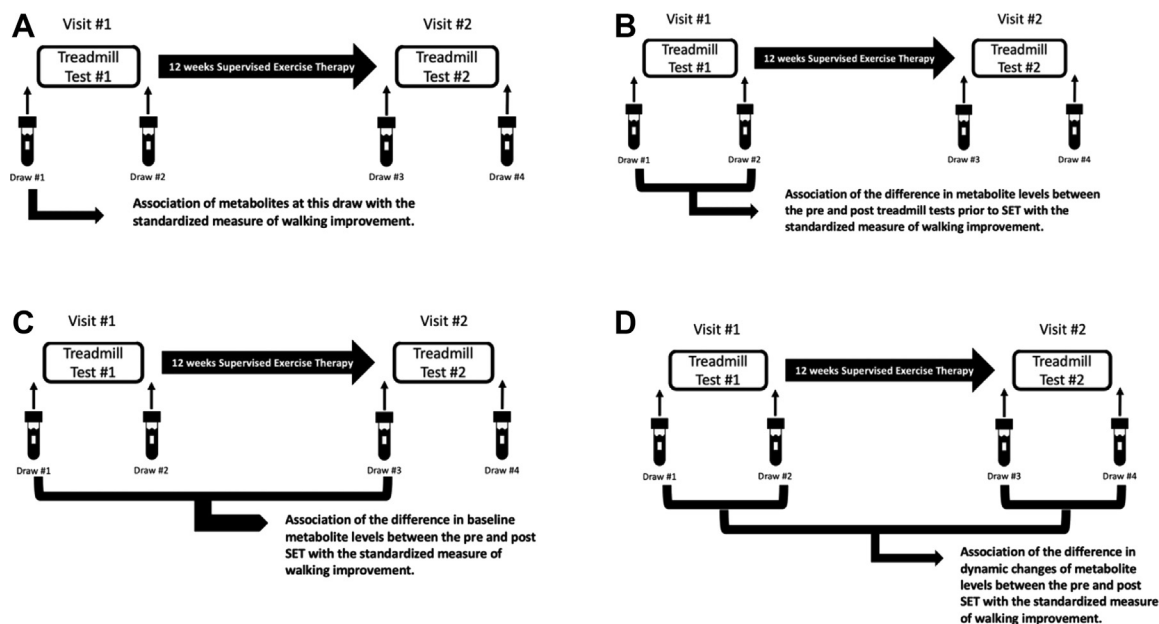 A
Visit #1
Visit #2
Treadmill
Test #1
12 weeks Supervised Exercise Therapy
Treadmill
Test #2
Draw #1
Draw #2
Draw #3
Draw #4
Association of metabolites at this draw with the
standardized measure of walking improvement.
B
Visit #1
Visit #2
Treadmill
Test #1
12 weeks Supervised Exercise Therapy
Treadmill
Test #2
Draw #1
Draw #2
Draw #3
Draw #4
Association of the difference in metabolite levels between
the pre and post treadmill tests prior to SET with the
standardized measure of walking improvement.
C
Visit #1
Visit #2
Treadmill
Test #1
12 weeks Supervised Exercise Therapy
Treadmill
Test #2
Draw #1
Draw #2
Draw #3
Draw #4
Association of the difference in baseline
metabolite levels between the pre and post
SET with the standardized measure of
walking improvement.
D
Visit #1
Visit #2
Treadmill
Test #1
12 weeks Supervised Exercise Therapy
Treadmill
Test #2
Draw #1
Draw #2
Draw #3
Draw #4
Association of the difference in
dynamic changes of metabolite
levels between the pre and post
SET with the standardized measure
of walking improvement.